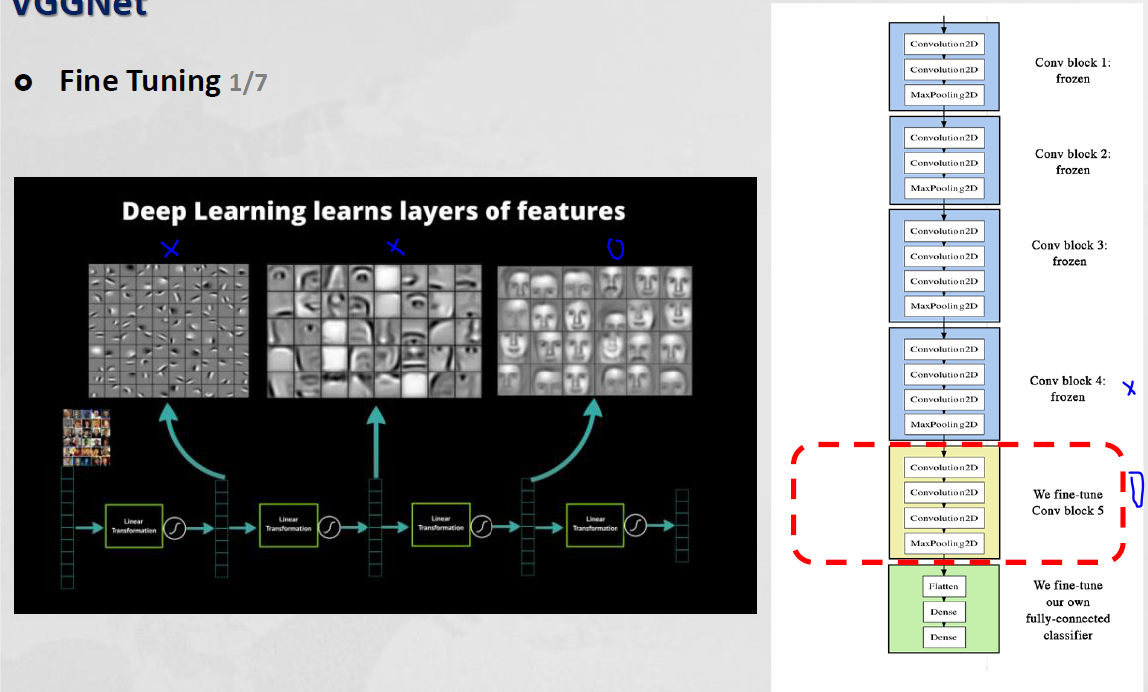 VGGNet
Fine Tuning 1/7
Deep Learning learns layers of features
x x O
Linear
Transformation
Linear
Transformation
Linear
Transformation
Linear
Transformation
Convolution2D
Convolution2D
MaxPooling2D
Conv block 1:
frozen
Convolution2D
Convolution2D
MaxPooling2D
Conv block 2:
frozen
Convolution2D
Convolution2D
Convolution2D
MaxPooling2D
Conv block 3:
frozen
Convolution2D
Convolution2D
Convolution2D
MaxPooling2D
Conv block 4:
frozen
x
Convolution2D
Convolution2D
Convolution2D
MaxPooling2D
We fine-tune
Conv block 5
Flatten
Dense
Dense
We fine-tune
our own
fully-connected
classifier